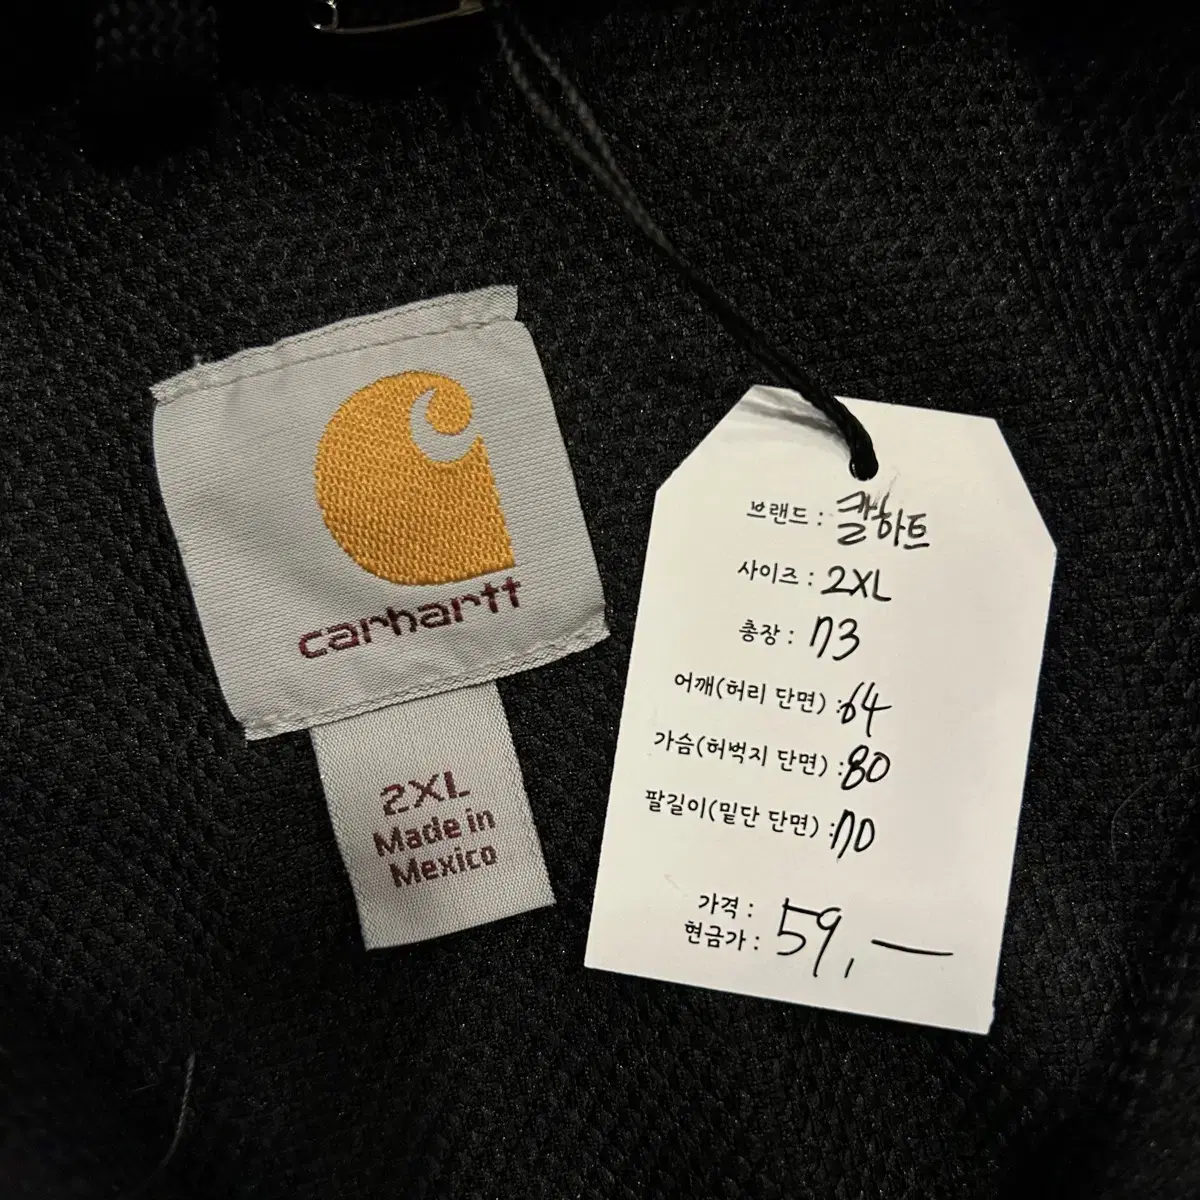 carhartt
2XL
Made in
Mexico
브랜드 : 칼하트
사이즈 : 2XL
총장 : 73
어깨(허리 단면) : 64
가슴(허벅지 단면) : 80
팔길이(밑단 단면) : 70
가격 :
현금가 : 59,—